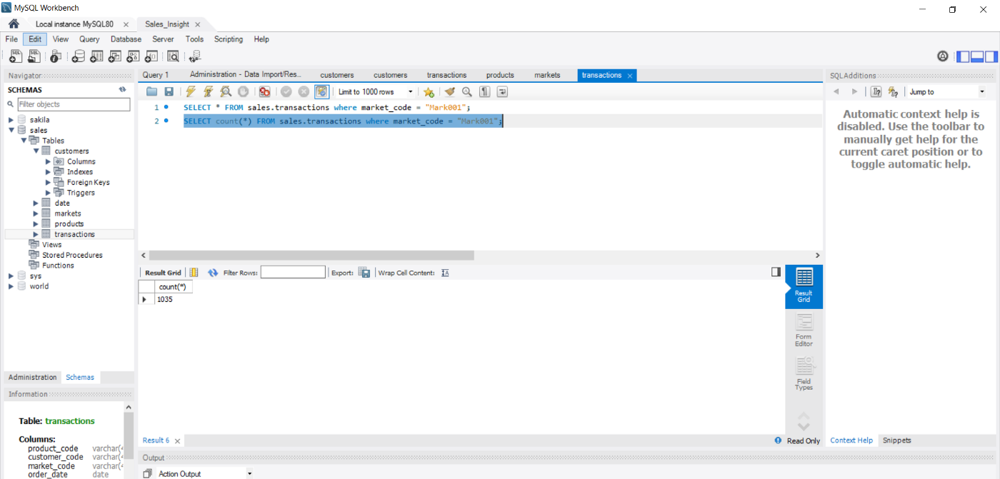 MySQL Workbench
Local instance MySQL80
Sales_Insight
File Edit View Query Database Server Tools Scripting Help
Navigator
SCHEMAS
Filter objects
sakila
sales
Tables
customers
Columns
Indexes
Foreign Keys
Triggers
date
markets
products
transactions
Views
Stored Procedures
Functions
sys
world
Administration Schemas
Information
Table: transactions
Columns:
product_code varchar(4
customer_code varchar(4
market_code varchar(4
order_date date
Query 1 Administration - Data Import/Res... customers customers transactions products markets transactions
Limit to 1000 rows
1 SELECT * FROM sales.transactions where market_code = "Mark001";
2 SELECT count(*) FROM sales.transactions where market_code = "Mark001";
Result Grid Filter Rows: Export: Wrap Cell Content:
count(*)
1035
Result Grid
Form Editor
Field Types
Result 6
Read Only
Output
Action Output
SQLAdditions
Jump to
Automatic context help is
disabled. Use the toolbar to
manually get help for the
current caret position or to
toggle automatic help.
Context Help Snippets